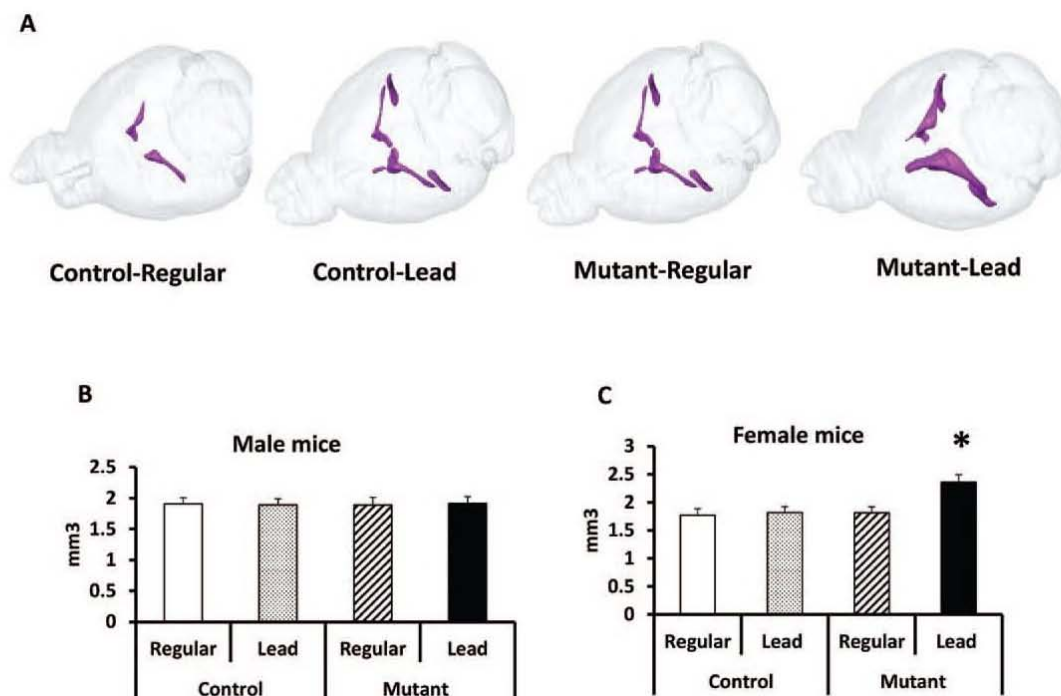 A
Control-Regular Control-Lead Mutant-Regular Mutant-Lead
B
Male mice
2.5
2
1.5
1
0.5
0
mm3
Regular Lead Regular Lead
Control Mutant
C
Female mice
*
3
2.5
2
1.5
1
0.5
0
mm3
Regular Lead Regular Lead
Control Mutant